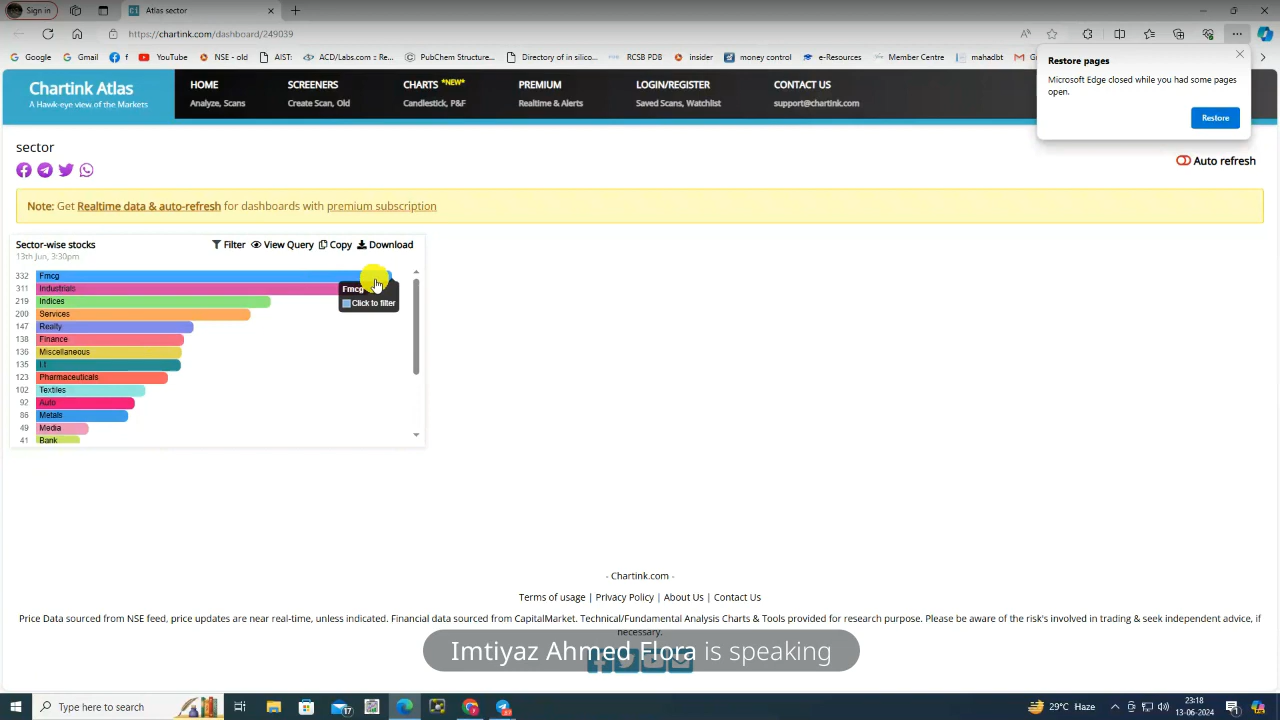 Sign in
Atlas sector
https://chartink.com/dashboard/249039
Google
Gmail
f
YouTube
NSE - old
AIST:
ACD/Labs.com :: Re...
PubChem Structure...
Directory of in silico...
RCSB PDB
insider
money control
e-Resources
Member Centre
mahadbt
Restore pages
Microsoft Edge closed while you had some pages
open.
Restore
Chartink Atlas
A Hawk-eye view of the Markets
HOME
Analyze, Scans
SCREENERS
Create Scan, Old
CHARTS *NEW*
Candlestick, P&F
PREMIUM
Realtime & Alerts
LOGIN/REGISTER
Saved Scans, Watchlist
CONTACT US
support@chartink.com
sector
Auto refresh
Note: Get Realtime data & auto-refresh for dashboards with premium subscription
Sector-wise stocks
Filter View Query Copy Download
13th Jun, 3:30pm
332 Fmcg
311 Industrials
219 Indices
200 Services
147 Realty
138 Finance
136 Miscellaneous
135 I.t
123 Pharmaceuticals
102 Textiles
92 Auto
86 Metals
49 Media
41 Bank
Fmcg
Click to filter
- Chartink.com -
Terms of usage | Privacy Policy | About Us | Contact Us
Price Data sourced from NSE feed, price updates are near real-time, unless indicated. Financial data sourced from CapitalMarket. Technical/Fundamental Analysis Charts & Tools provided for research purpose. Please be aware of the risk's involved in trading & seek independent advice, if
necessary.
Imtiyaz Ahmed Flora is speaking
Type here to search
17
29°C Haze
23:18
13-06-2024